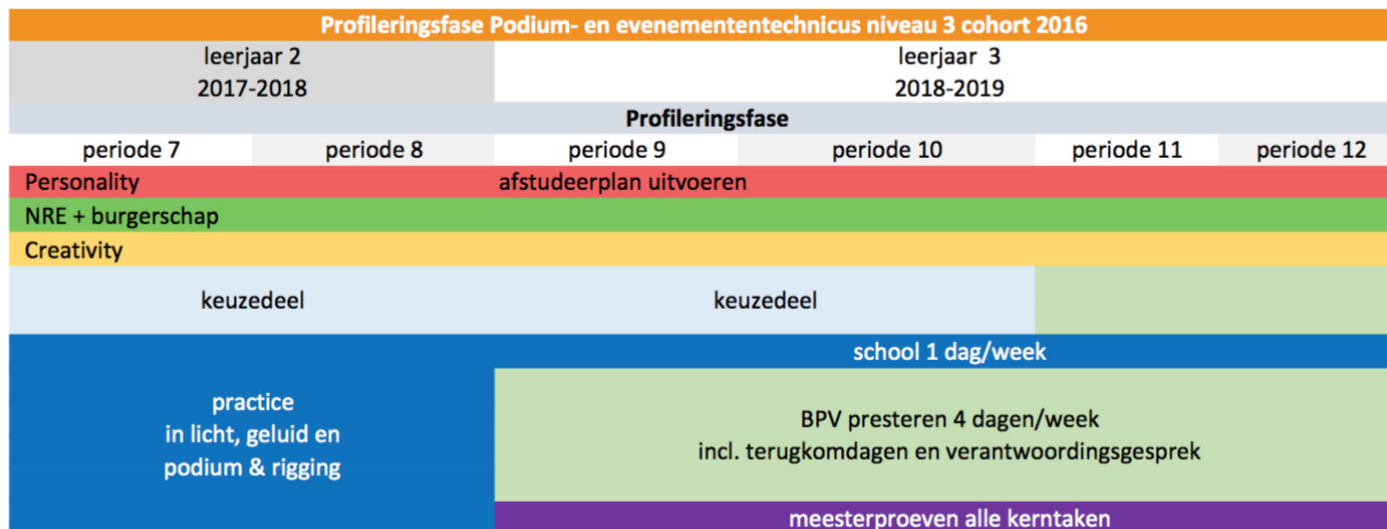 Profileringsfase Podium- en evenemententechnicus niveau 3 cohort 2016
leerjaar 2
2017-2018
leerjaar 3
2018-2019
Profileringsfase
periode 7
periode 8
periode 9
periode 10
periode 11
periode 12
Personality
afstudeerplan uitvoeren
NRE + burgerschap
Creativity
keuzedeel
keuzedeel
school 1 dag/week
practice
in licht, geluid en
podium & rigging
BPV presteren 4 dagen/week
incl. terugkomdagen en verantwoordingsgesprek
meesterproeven alle kerntaken